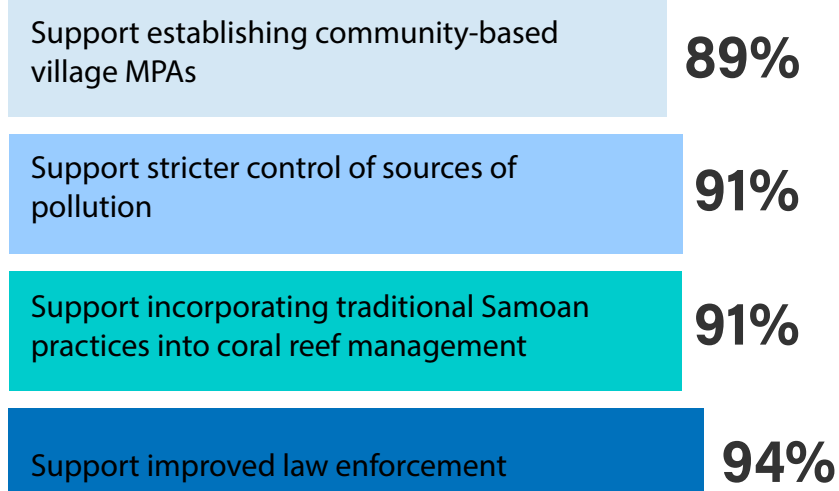 Support establishing community-based
village MPAs
89%
Support stricter control of sources of
pollution
91%
Support incorporating traditional Samoan
practices into coral reef management
91%
Support improved law enforcement
94%